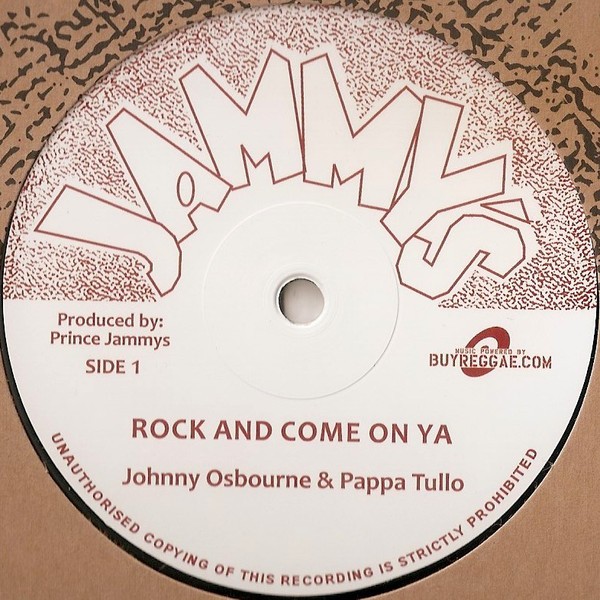 JAMMYS
Produced by:
Prince Jammys
SIDE 1
MUSIC POWERED BY
BUYREGGAE.COM
ROCK AND COME ON YA
Johnny Osbourne & Pappa Tullo
UNAUTHORISED COPYING OF THIS RECORDING IS STRICTLY PROHIBITED